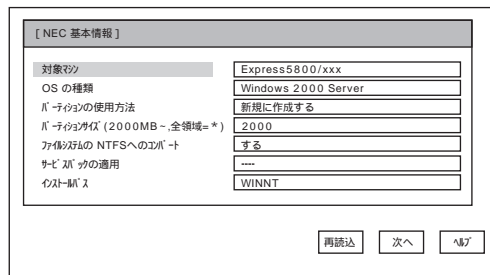 [ NEC 基本情報 ]
対象ﾏｼﾝ Express5800/xxx
OS の種類 Windows 2000 Server
ﾊﾟｰﾃｨｼｮﾝの使用方法 新規に作成する
ﾊﾟｰﾃｨｼｮﾝｻｲｽﾞ (2000MB～,全領域=＊) 2000
ﾌｧｲﾙｼｽﾃﾑの NTFSへのｺﾝﾊﾞｰﾄ する
ｻｰﾋﾞｽﾊﾟｯｸの適用 ----
ｲﾝｽﾄｰﾙﾊﾟｽ WINNT
再読込 次へ ﾍﾙﾌﾟ